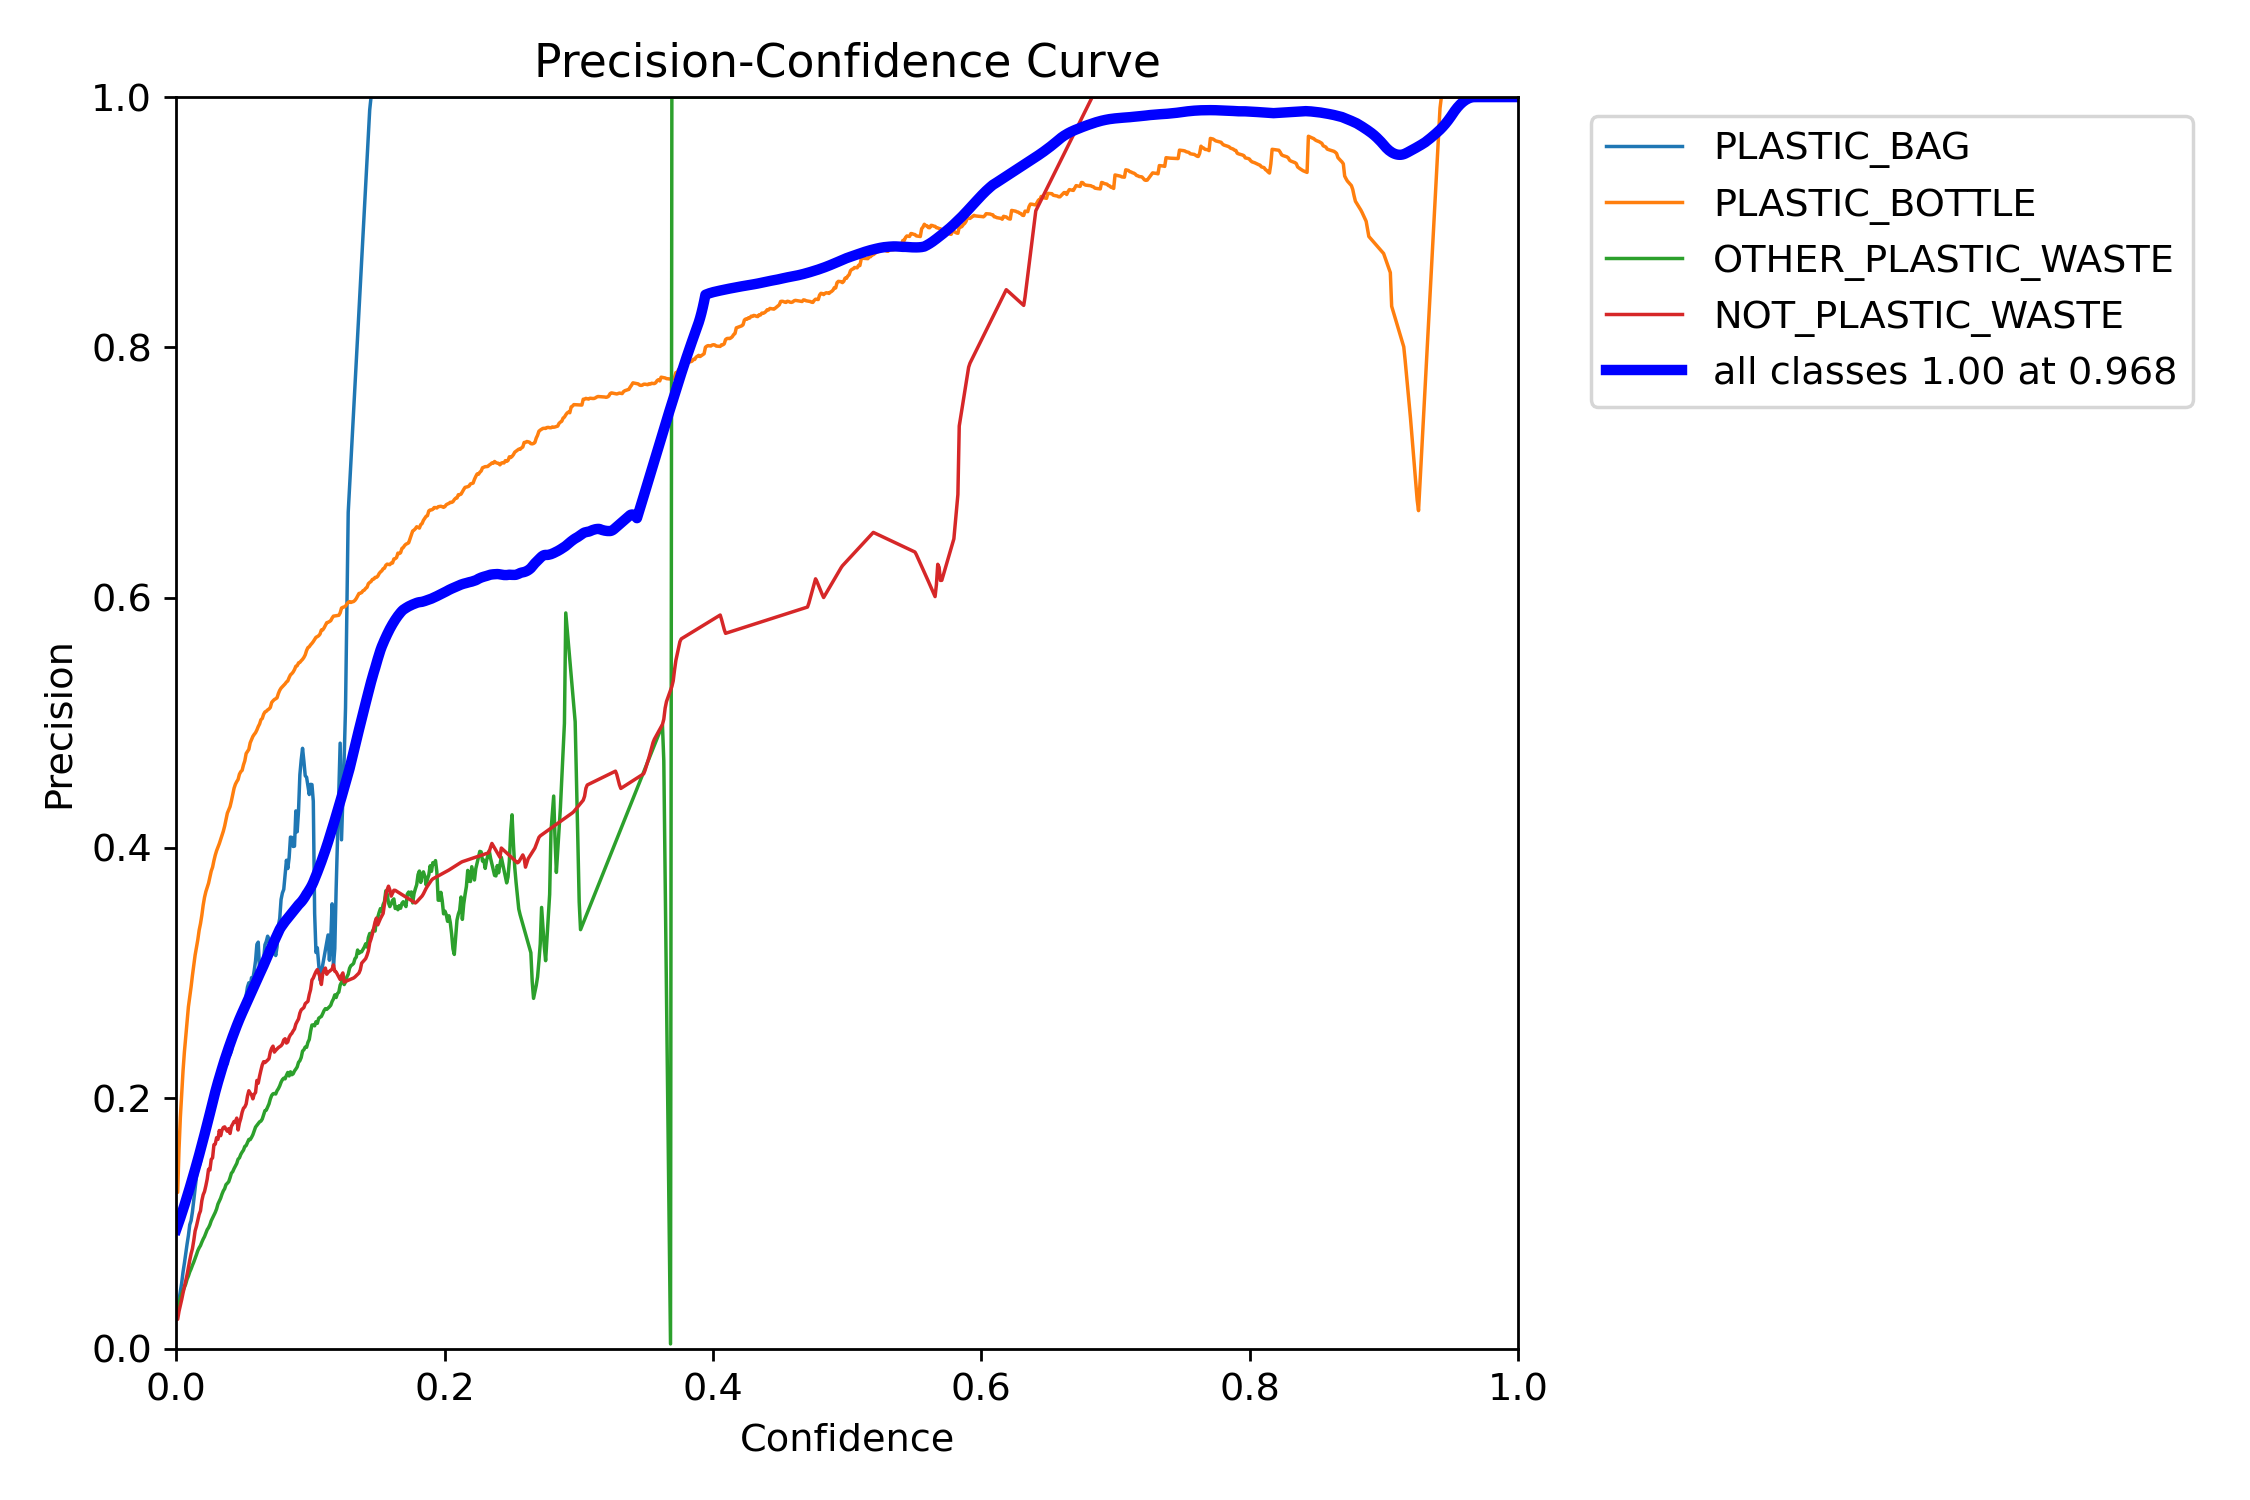 Precision-Confidence Curve
1.0
0.8
0.6
0.4
0.2
0.0
Precision
0.0 0.2 0.4 0.6 0.8 1.0
Confidence
PLASTIC_BAG
PLASTIC_BOTTLE
OTHER_PLASTIC_WASTE
NOT_PLASTIC_WASTE
all classes 1.00 at 0.968